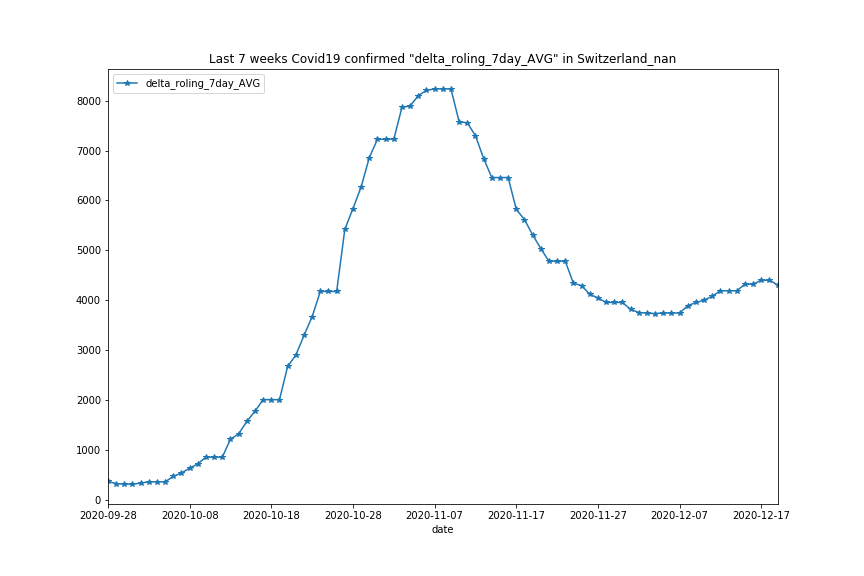 Last 7 weeks Covid19 confirmed "delta_roling_7day_AVG" in Switzerland_nan
delta_roling_7day_AVG
8000
7000
6000
5000
4000
3000
2000
1000
0
2020-09-28 2020-10-08 2020-10-18 2020-10-28 2020-11-07 2020-11-17 2020-11-27 2020-12-07 2020-12-17
date